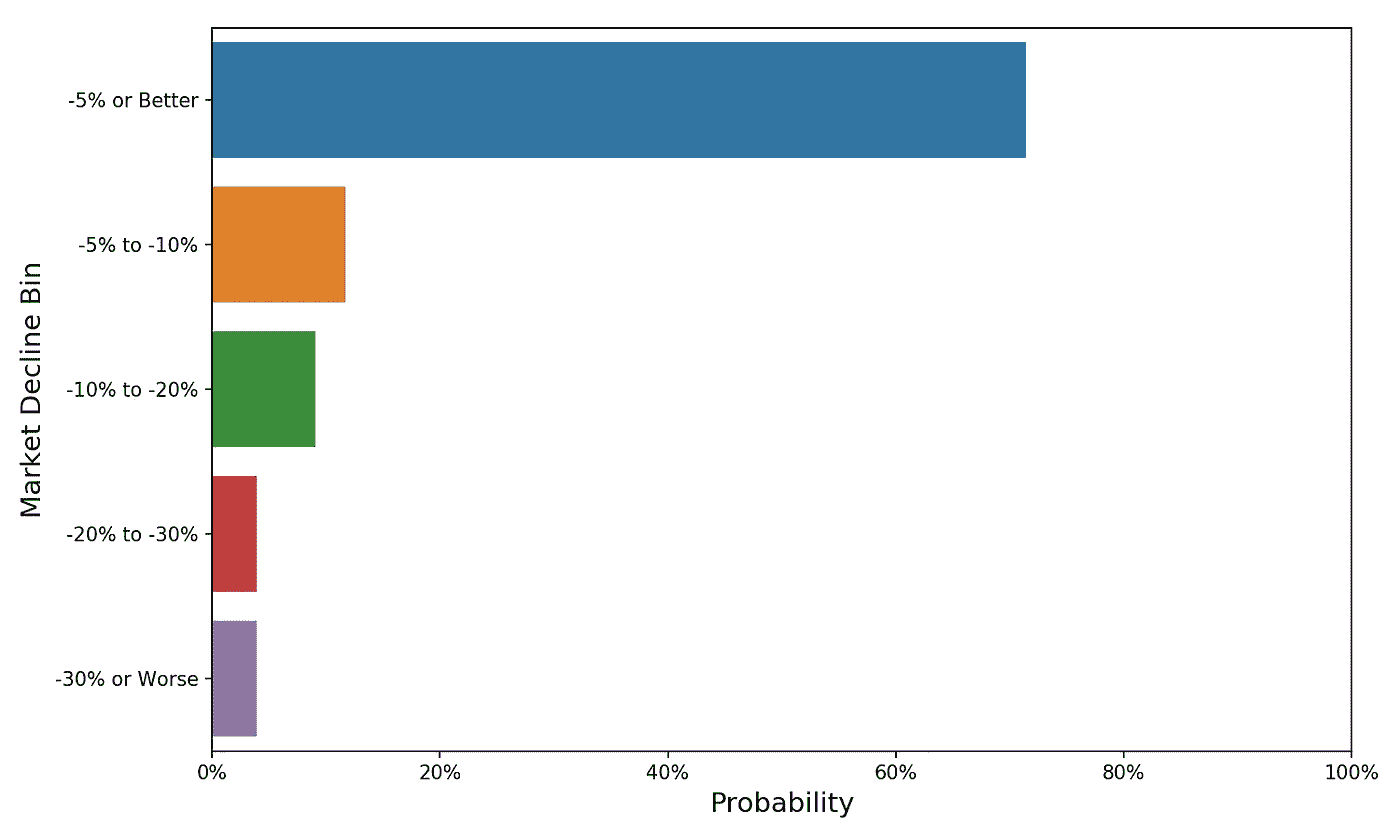 -5% or Better
-5% to -10%
-10% to -20%
-20% to -30%
-30% or Worse
Market Decline Bin
0% 20% 40% 60% 80% 100%
Probability